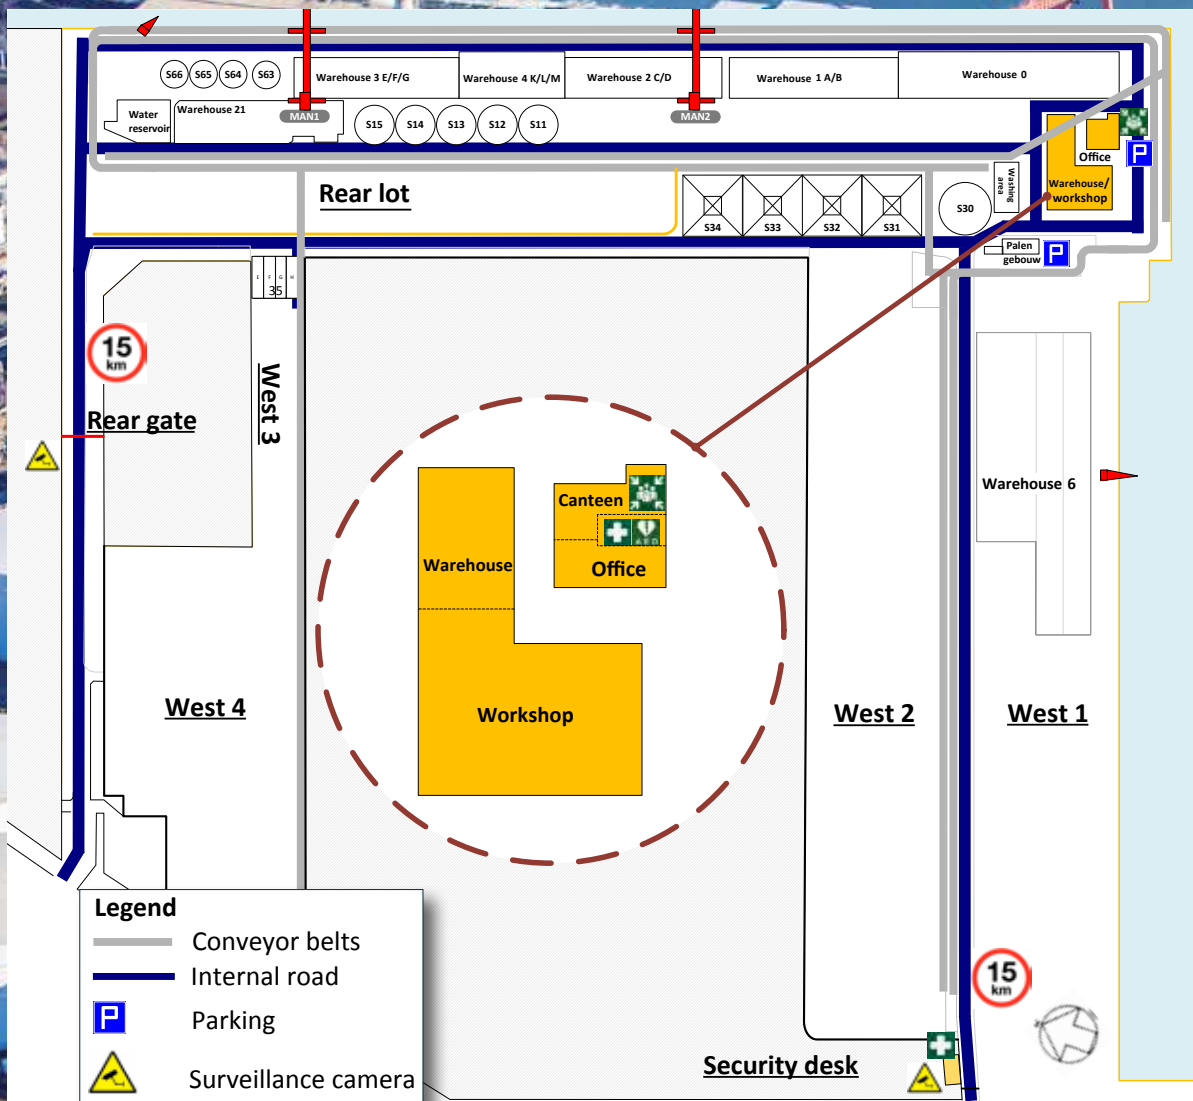 S66 S65 S64 S63
Warehouse 3 E/F/G
Warehouse 4 K/L/M
Warehouse 2 C/D
Warehouse 1 A/B
Warehouse 0
Water
reservoir
Warehouse 21
MAN1
MAN2
S15 S14 S13 S12 S11
Office
P
Warehouse/
workshop
Washing
area
Rear lot
S34 S33 S32 S31
S30
Palen
gebouw
P
E F G H
35
15
km
Rear gate
West 3
Warehouse 6
Canteen
AED
Warehouse
Office
Workshop
West 4
West 2
West 1
15
km
Security desk
Legend
Conveyor belts
Internal road
P Parking
Surveillance camera